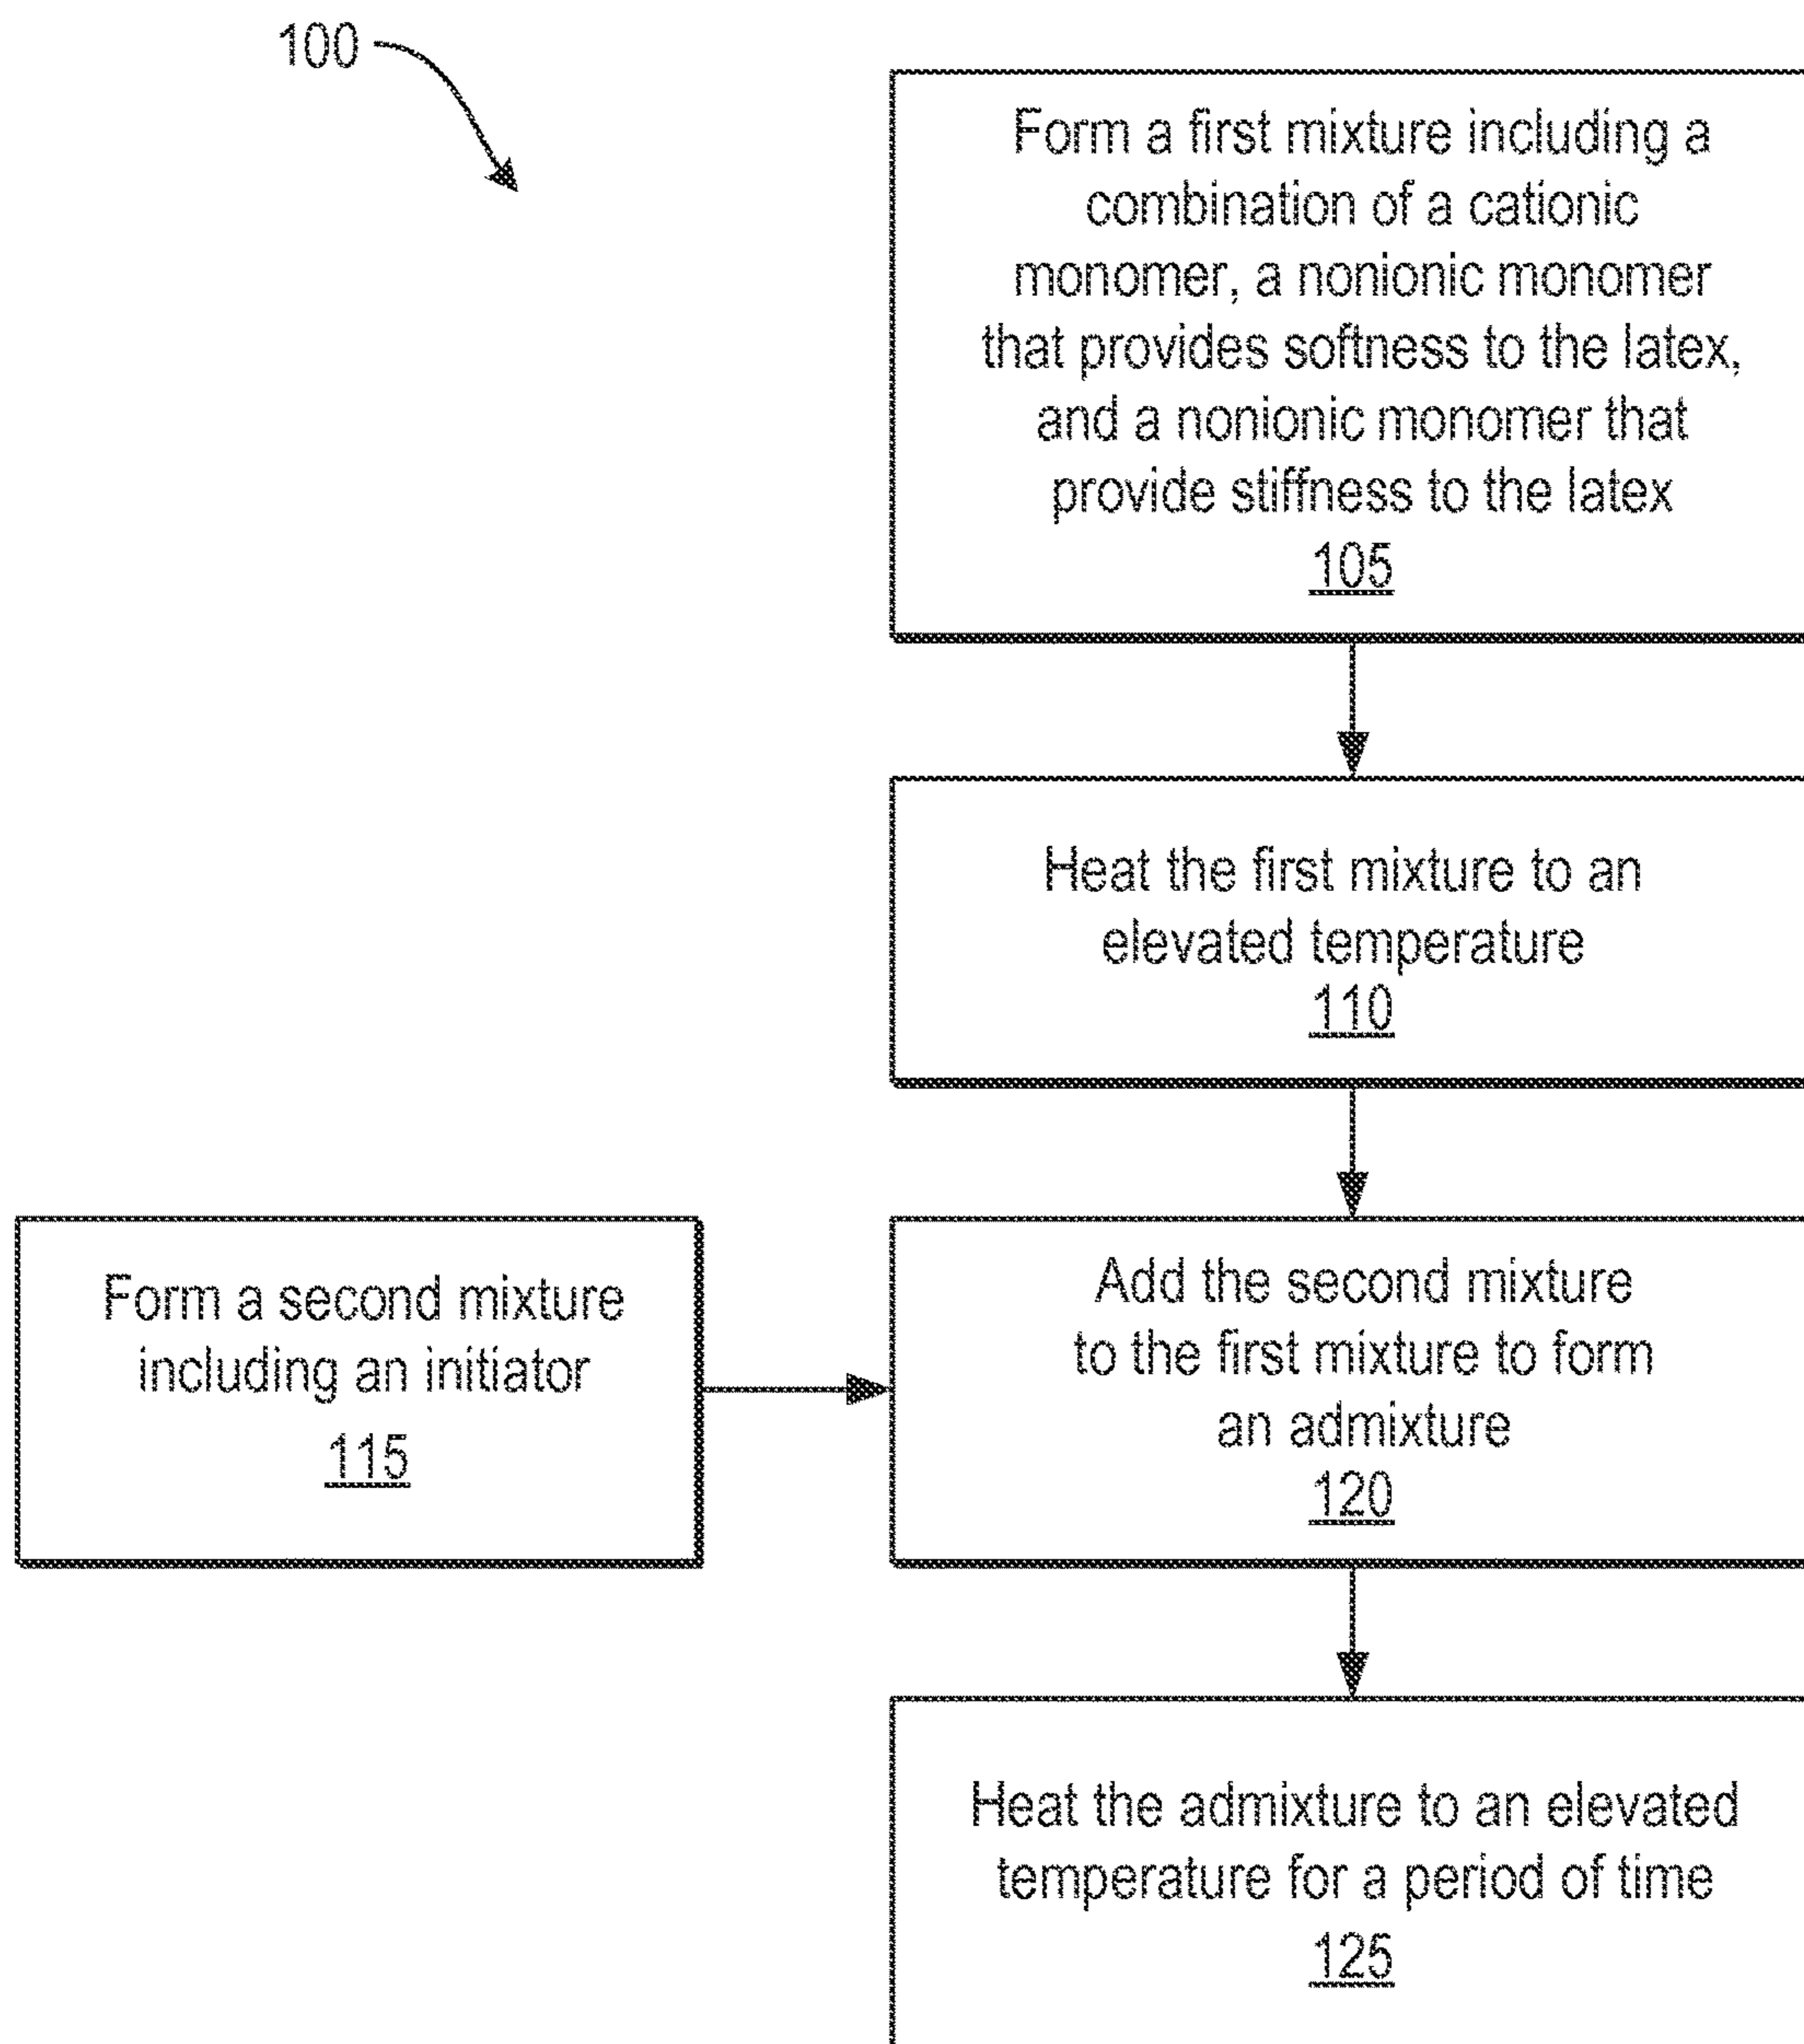 100
Form a first mixture including a
combination of a cationic
monomer, a nonionic monomer
that provides softness to the latex,
and a nonionic monomer that
provide stiffness to the latex
105
Heat the first mixture to an
elevated temperature
110
Form a second mixture
including an initiator
115
Add the second mixture
to the first mixture to form
an admixture
120
Heat the admixture to an elevated
temperature for a period of time
125